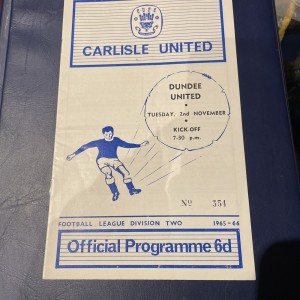 CARLISLE UNITED
DUNDEE
UNITED
TUESDAY, 2nd NOVEMBER
KICK-OFF
7-30 p.m.
No 354
FOOTBALL LEAGUE DIVISION TWO 1965-66
Official Programme 6d